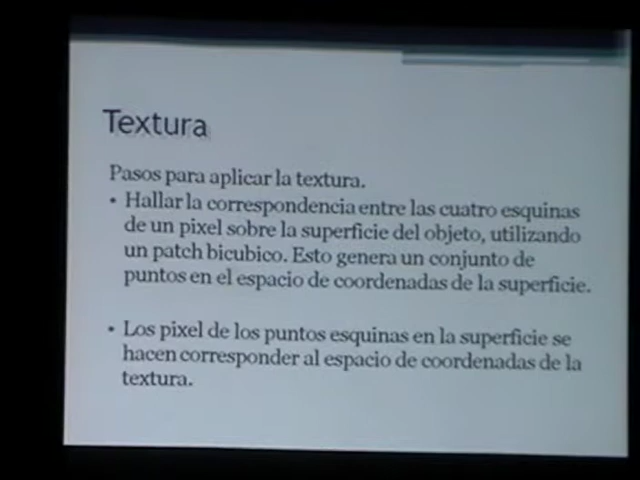 Textura
Pasos para aplicar la textura.
• Hallar la correspondencia entre las cuatro esquinas
de un pixel sobre la superficie del objeto, utilizando
un patch bicubico. Esto genera un conjunto de
puntos en el espacio de coordenadas de la superficie.
• Los pixel de los puntos esquinas en la superficie se
hacen corresponder al espacio de coordenadas de la
textura.